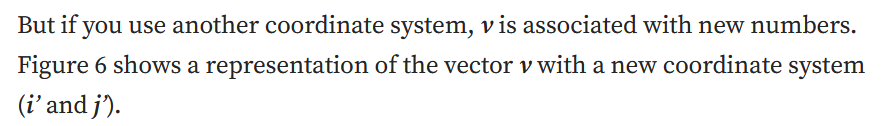 But if you use another coordinate system, v is associated with new numbers.
Figure 6 shows a representation of the vector v with a new coordinate system
(i’ and j’).